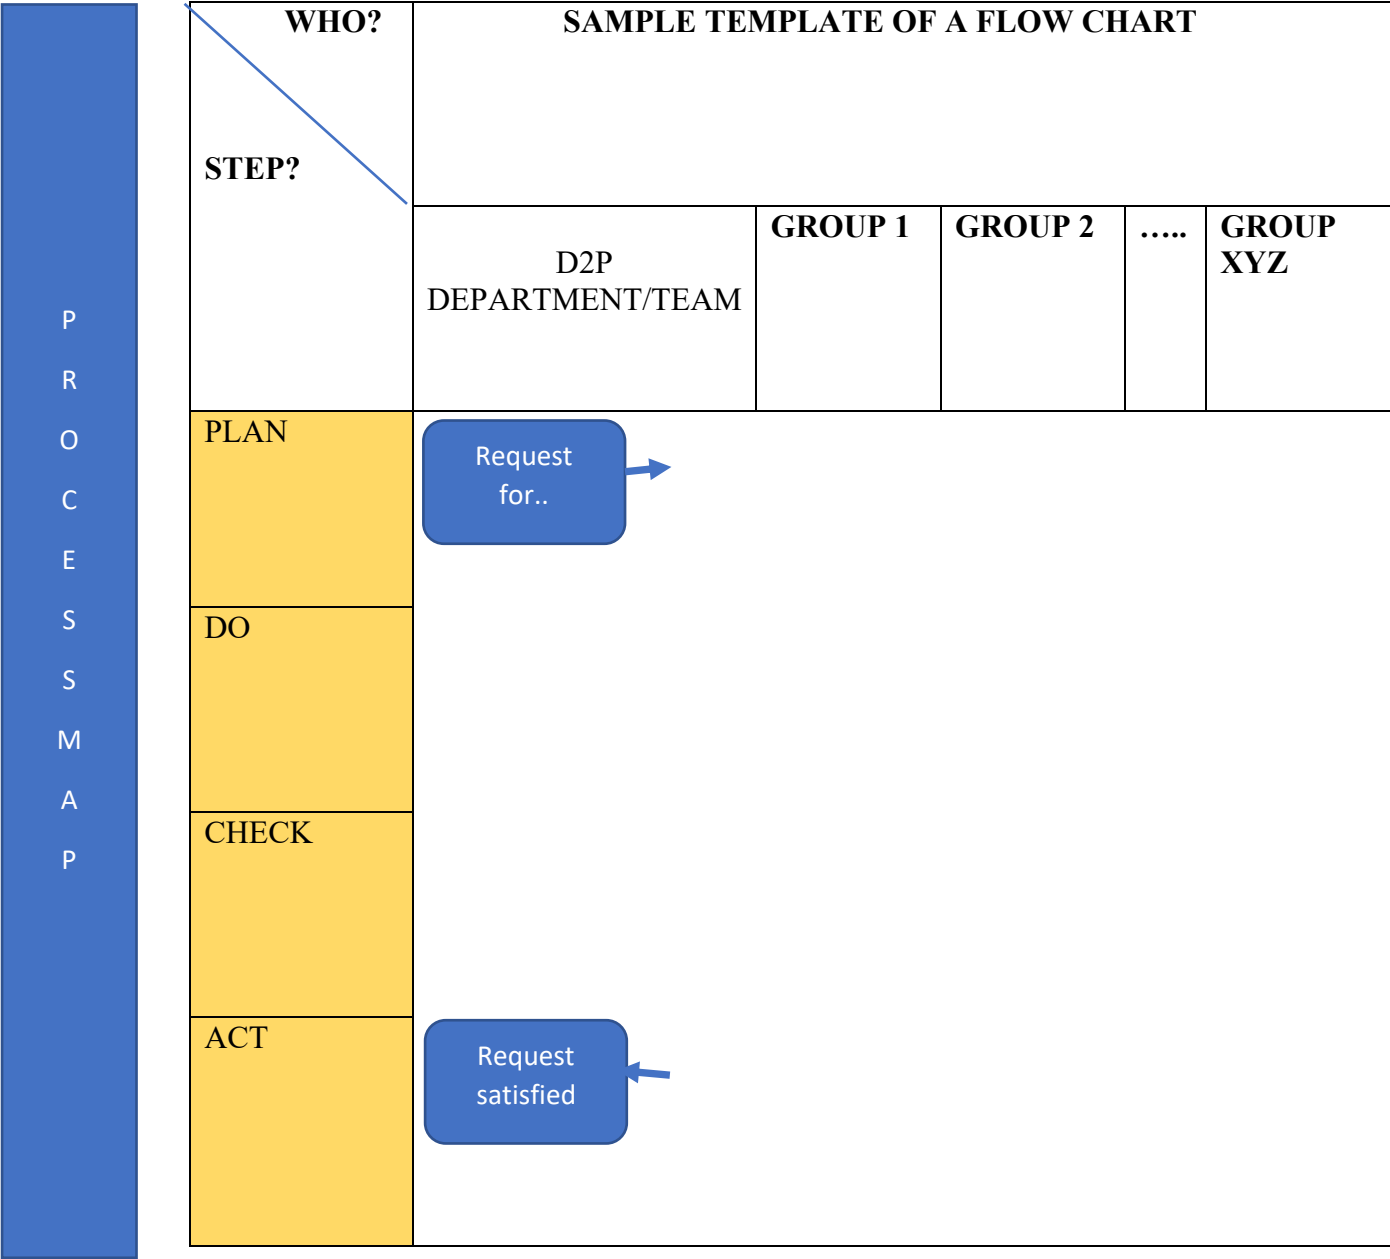 P
R
O
C
E
S
S
M
A
P
WHO?
STEP?
SAMPLE TEMPLATE OF A FLOW CHART
D2P
DEPARTMENT/TEAM
GROUP 1
GROUP 2
…..
GROUP
XYZ
PLAN
Request
for..
DO
CHECK
ACT
Request
satisfied